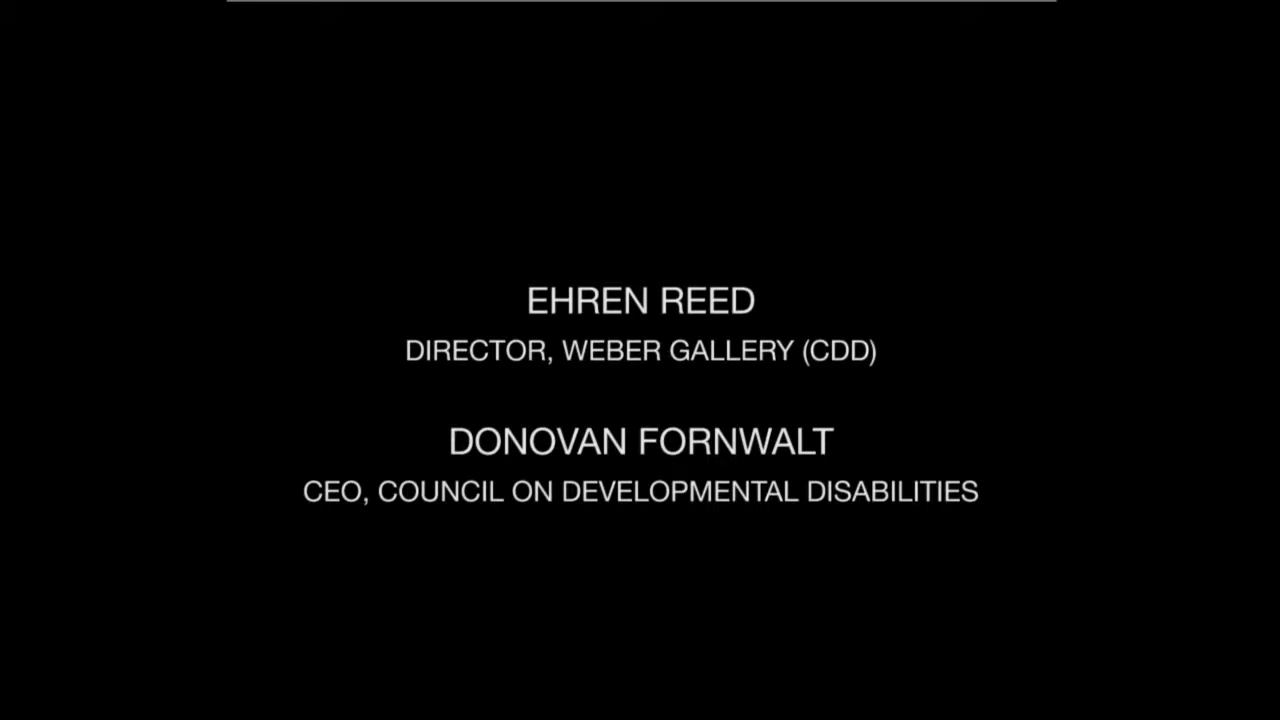 EHREN REED
DIRECTOR, WEBER GALLERY (CDD)
DONOVAN FORNWALT
CEO, COUNCIL ON DEVELOPMENTAL DISABILITIES